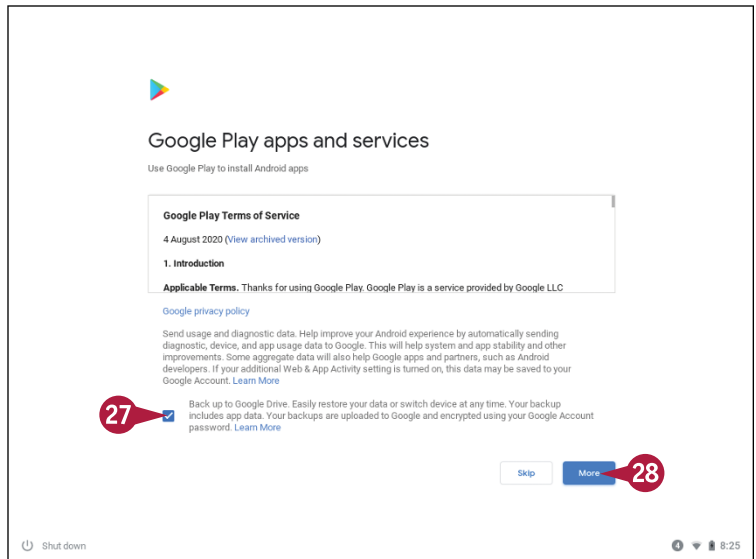 Google Play apps and services
Use Google Play to install Android apps
Google Play Terms of Service
4 August 2020 (View archived version)
1. Introduction
Applicable Terms. Thanks for using Google Play. Google Play is a service provided by Google LLC
Google privacy policy
Send usage and diagnostic data. Help improve your Android experience by automatically sending
diagnostic, device, and app usage data to Google. This will help system and app stability and other
improvements. Some aggregate data will also help Google apps and partners, such as Android
developers. If your additional Web & App Activity setting is turned on, this data may be saved to your
Google Account. Learn More
27
Back up to Google Drive. Easily restore your data or switch device at any time. Your backup
includes app data. Your backups are uploaded to Google and encrypted using your Google Account
password. Learn More
Skip More 28
Shut down 4 8:25